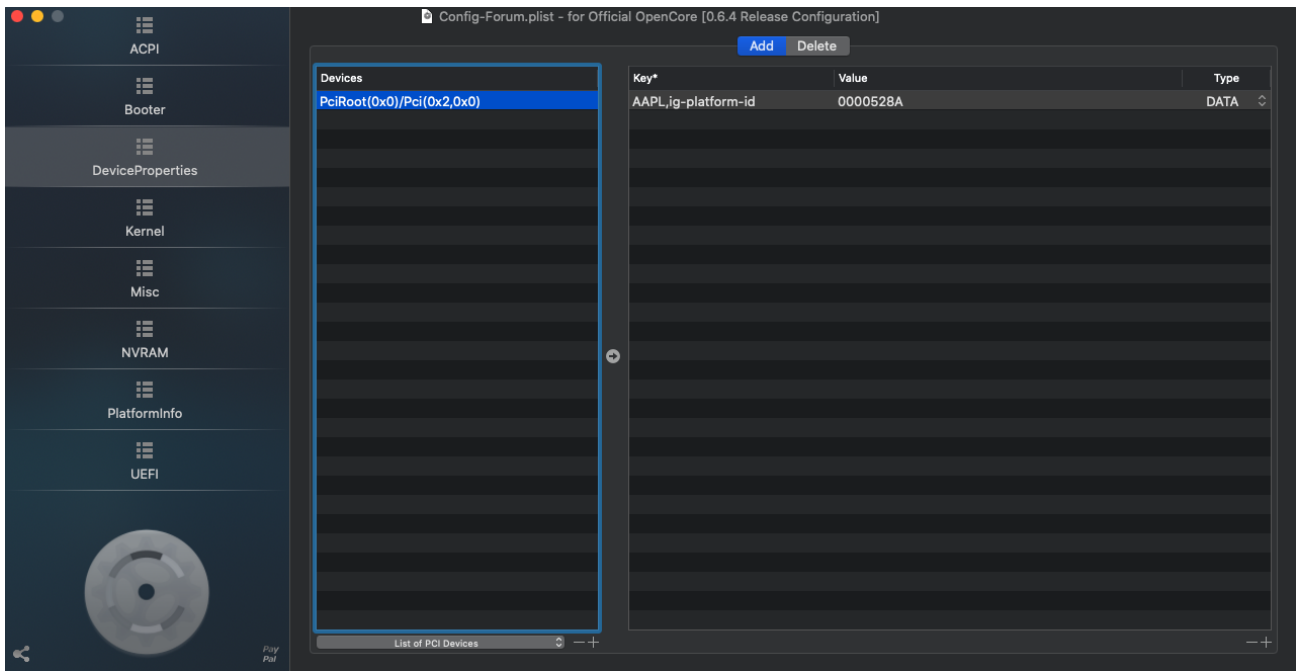 Config-Forum.plist - for Official OpenCore [0.6.4 Release Configuration]
ACPI
Booter
DeviceProperties
Kernel
Misc
NVRAM
PlatformInfo
UEFI
Pay
Pal
Add Delete
Devices
PciRoot(0x0)/Pci(0x2,0x0)
List of PCI Devices
Key* Value Type
AAPL,ig-platform-id 0000528A DATA